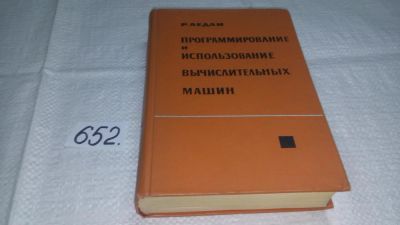 Р. ЛЕДЛИ
ПРОГРАММИРОВАНИЕ
и
ИСПОЛЬЗОВАНИЕ
ВЫЧИСЛИТЕЛЬНЫХ
МАШИН
652.